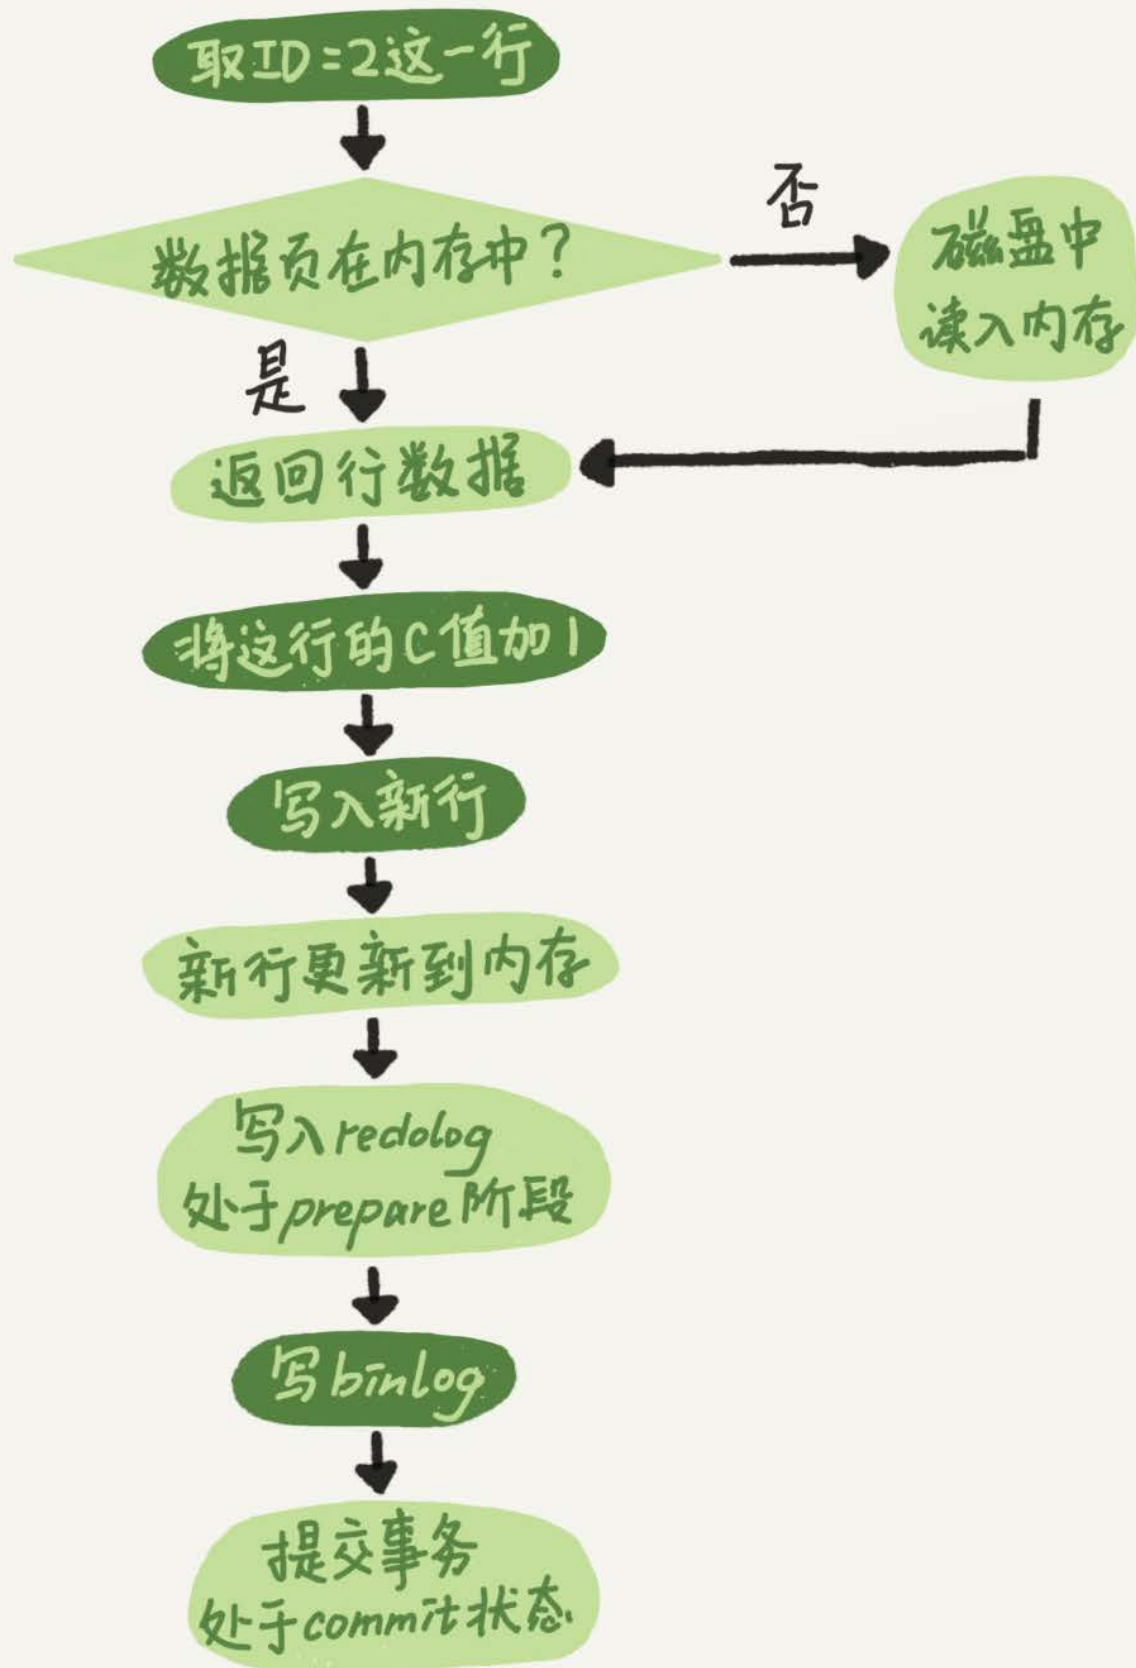 取ID=2这一行
数据页在内存中？
否
磁盘中
读入内存
是
返回行数据
将这行的C值加1
写入新行
新行更新到内存
写入redolog
处于prepare阶段
写binlog
提交事务
处于commit状态